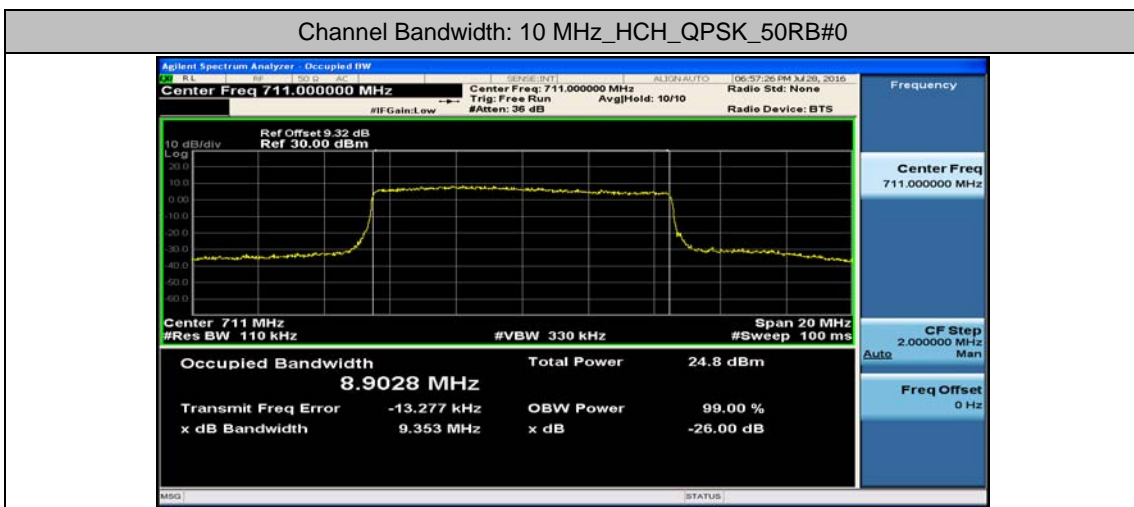 Channel Bandwidth: 10 MHz_HCH_QPSK_50RB#0
Agilent Spectrum Analyzer - Occupied BW
RL RF 50 Ω AC SENSE:INT ALIGN AUTO 06:57:26 PM Jul 28, 2016
Center Freq 711.000000 MHz
Center Freq: 711.000000 MHz
Radio Std: None
Trig: Free Run Avg|Hold: 10/10
#IFGain:Low #Atten: 36 dB Radio Device: BTS
Frequency
Ref Offset 9.32 dB
10 dB/div Ref 30.00 dBm
Log
20.0
10.0
0.00
-10.0
-20.0
-30.0
-40.0
-50.0
-60.0
Center Freq
711.000000 MHz
Center 711 MHz Span 20 MHz
#Res BW 110 kHz #VBW 330 kHz #Sweep 100 ms
CF Step
2.000000 MHz
Auto Man
Occupied Bandwidth Total Power 24.8 dBm
8.9028 MHz
Freq Offset
0 Hz
Transmit Freq Error -13.277 kHz OBW Power 99.00 %
x dB Bandwidth 9.353 MHz x dB -26.00 dB
MSG STATUS